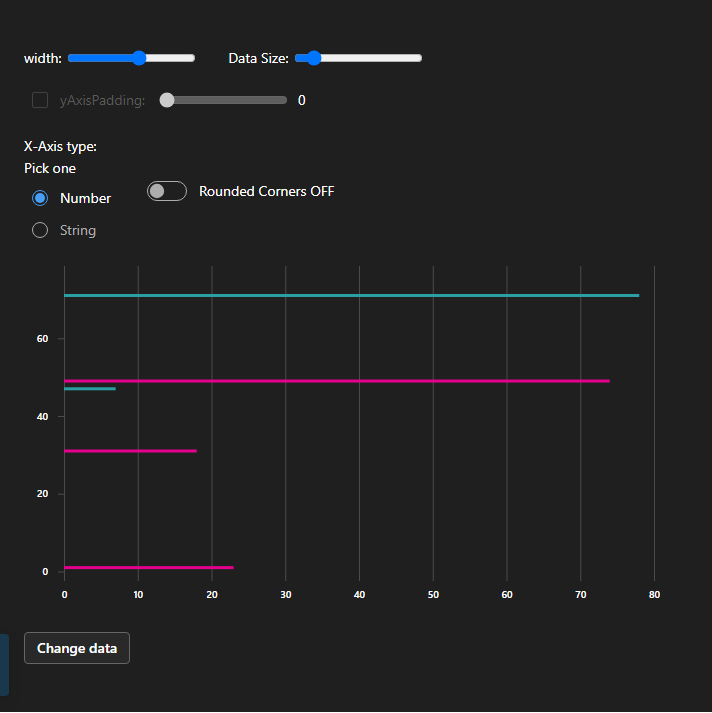 width: Data Size:
yAxisPadding: 0
X-Axis type:
Pick one
Number Rounded Corners OFF
String
60
40
20
0
0 10 20 30 40 50 60 70 80
Change data